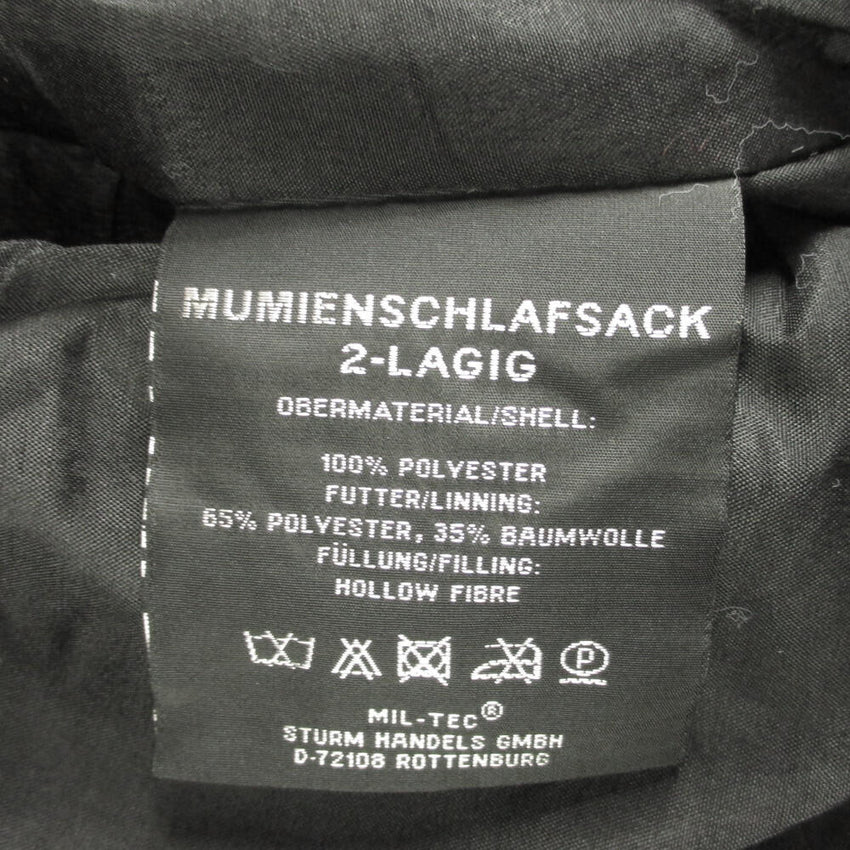 MUMIENSCHLAFSACK
2-LAGIG
OBERMATERIAL/SHELL:
100% POLYESTER
FUTTER/LINNING:
65% POLYESTER, 35% BAUMWOLLE
FÜLLUNG/FILLING:
HOLLOW FIBRE
P
MIL-TEC®
STURM HANDELS GMBH
D-72108 ROTTENBURG